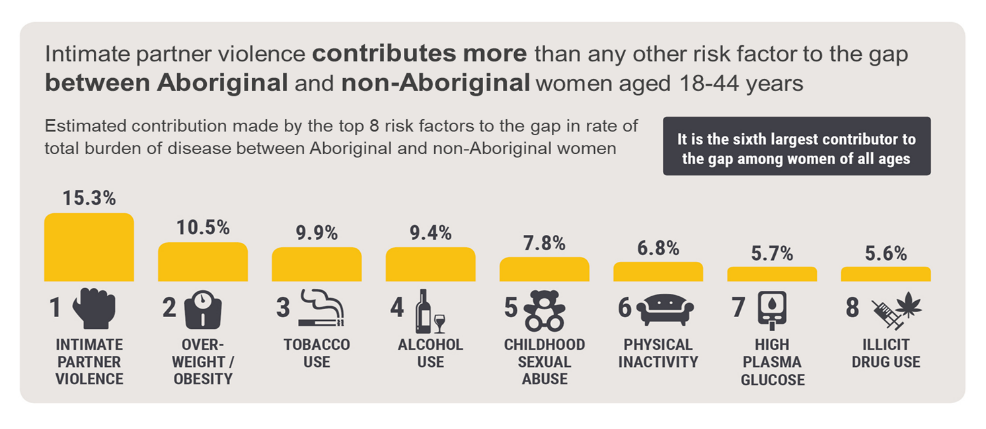 Intimate partner violence contributes more than any other risk factor to the gap
between Aboriginal and non-Aboriginal women aged 18-44 years
Estimated contribution made by the top 8 risk factors to the gap in rate of
total burden of disease between Aboriginal and non-Aboriginal women
It is the sixth largest contributor to
the gap among women of all ages
15.3%
10.5%
9.9%
9.4%
7.8%
6.8%
5.7%
5.6%
1
INTIMATE
PARTNER
VIOLENCE
2
OVER-
WEIGHT /
OBESITY
3
TOBACCO
USE
4
ALCOHOL
USE
5
CHILDHOOD
SEXUAL
ABUSE
6
PHYSICAL
INACTIVITY
7
HIGH
PLASMA
GLUCOSE
8
ILLICIT
DRUG USE